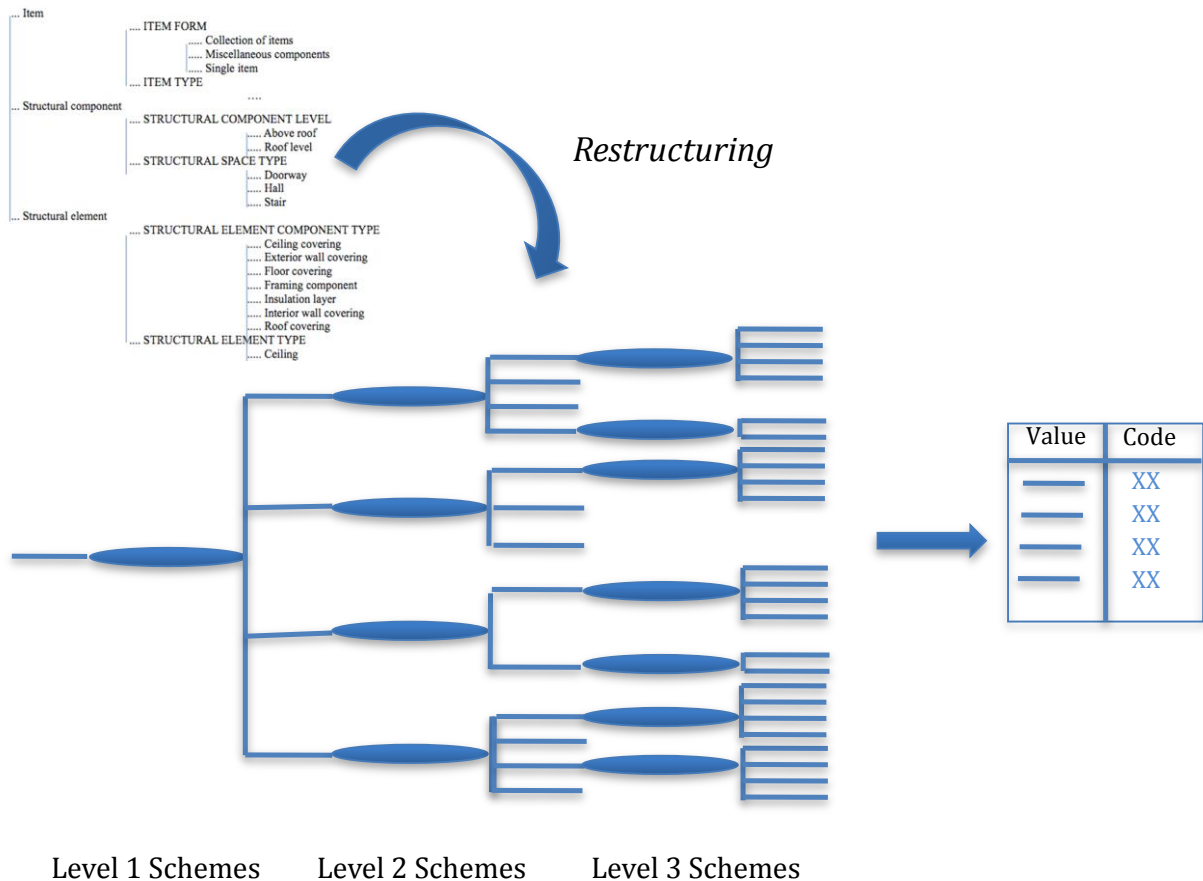 ... Item
.... ITEM FORM
..... Collection of items
..... Miscellaneous components
..... Single item
.... ITEM TYPE
....
... Structural component
.... STRUCTURAL COMPONENT LEVEL
..... Above roof
..... Roof level
.... STRUCTURAL SPACE TYPE
..... Doorway
..... Hall
..... Stair
... Structural element
.... STRUCTURAL ELEMENT COMPONENT TYPE
..... Ceiling covering
..... Exterior wall covering
..... Floor covering
..... Framing component
..... Insulation layer
..... Interior wall covering
..... Roof covering
.... STRUCTURAL ELEMENT TYPE
..... Ceiling
Restructuring
Value Code
XX
XX
XX
XX
Level 1 Schemes Level 2 Schemes Level 3 Schemes